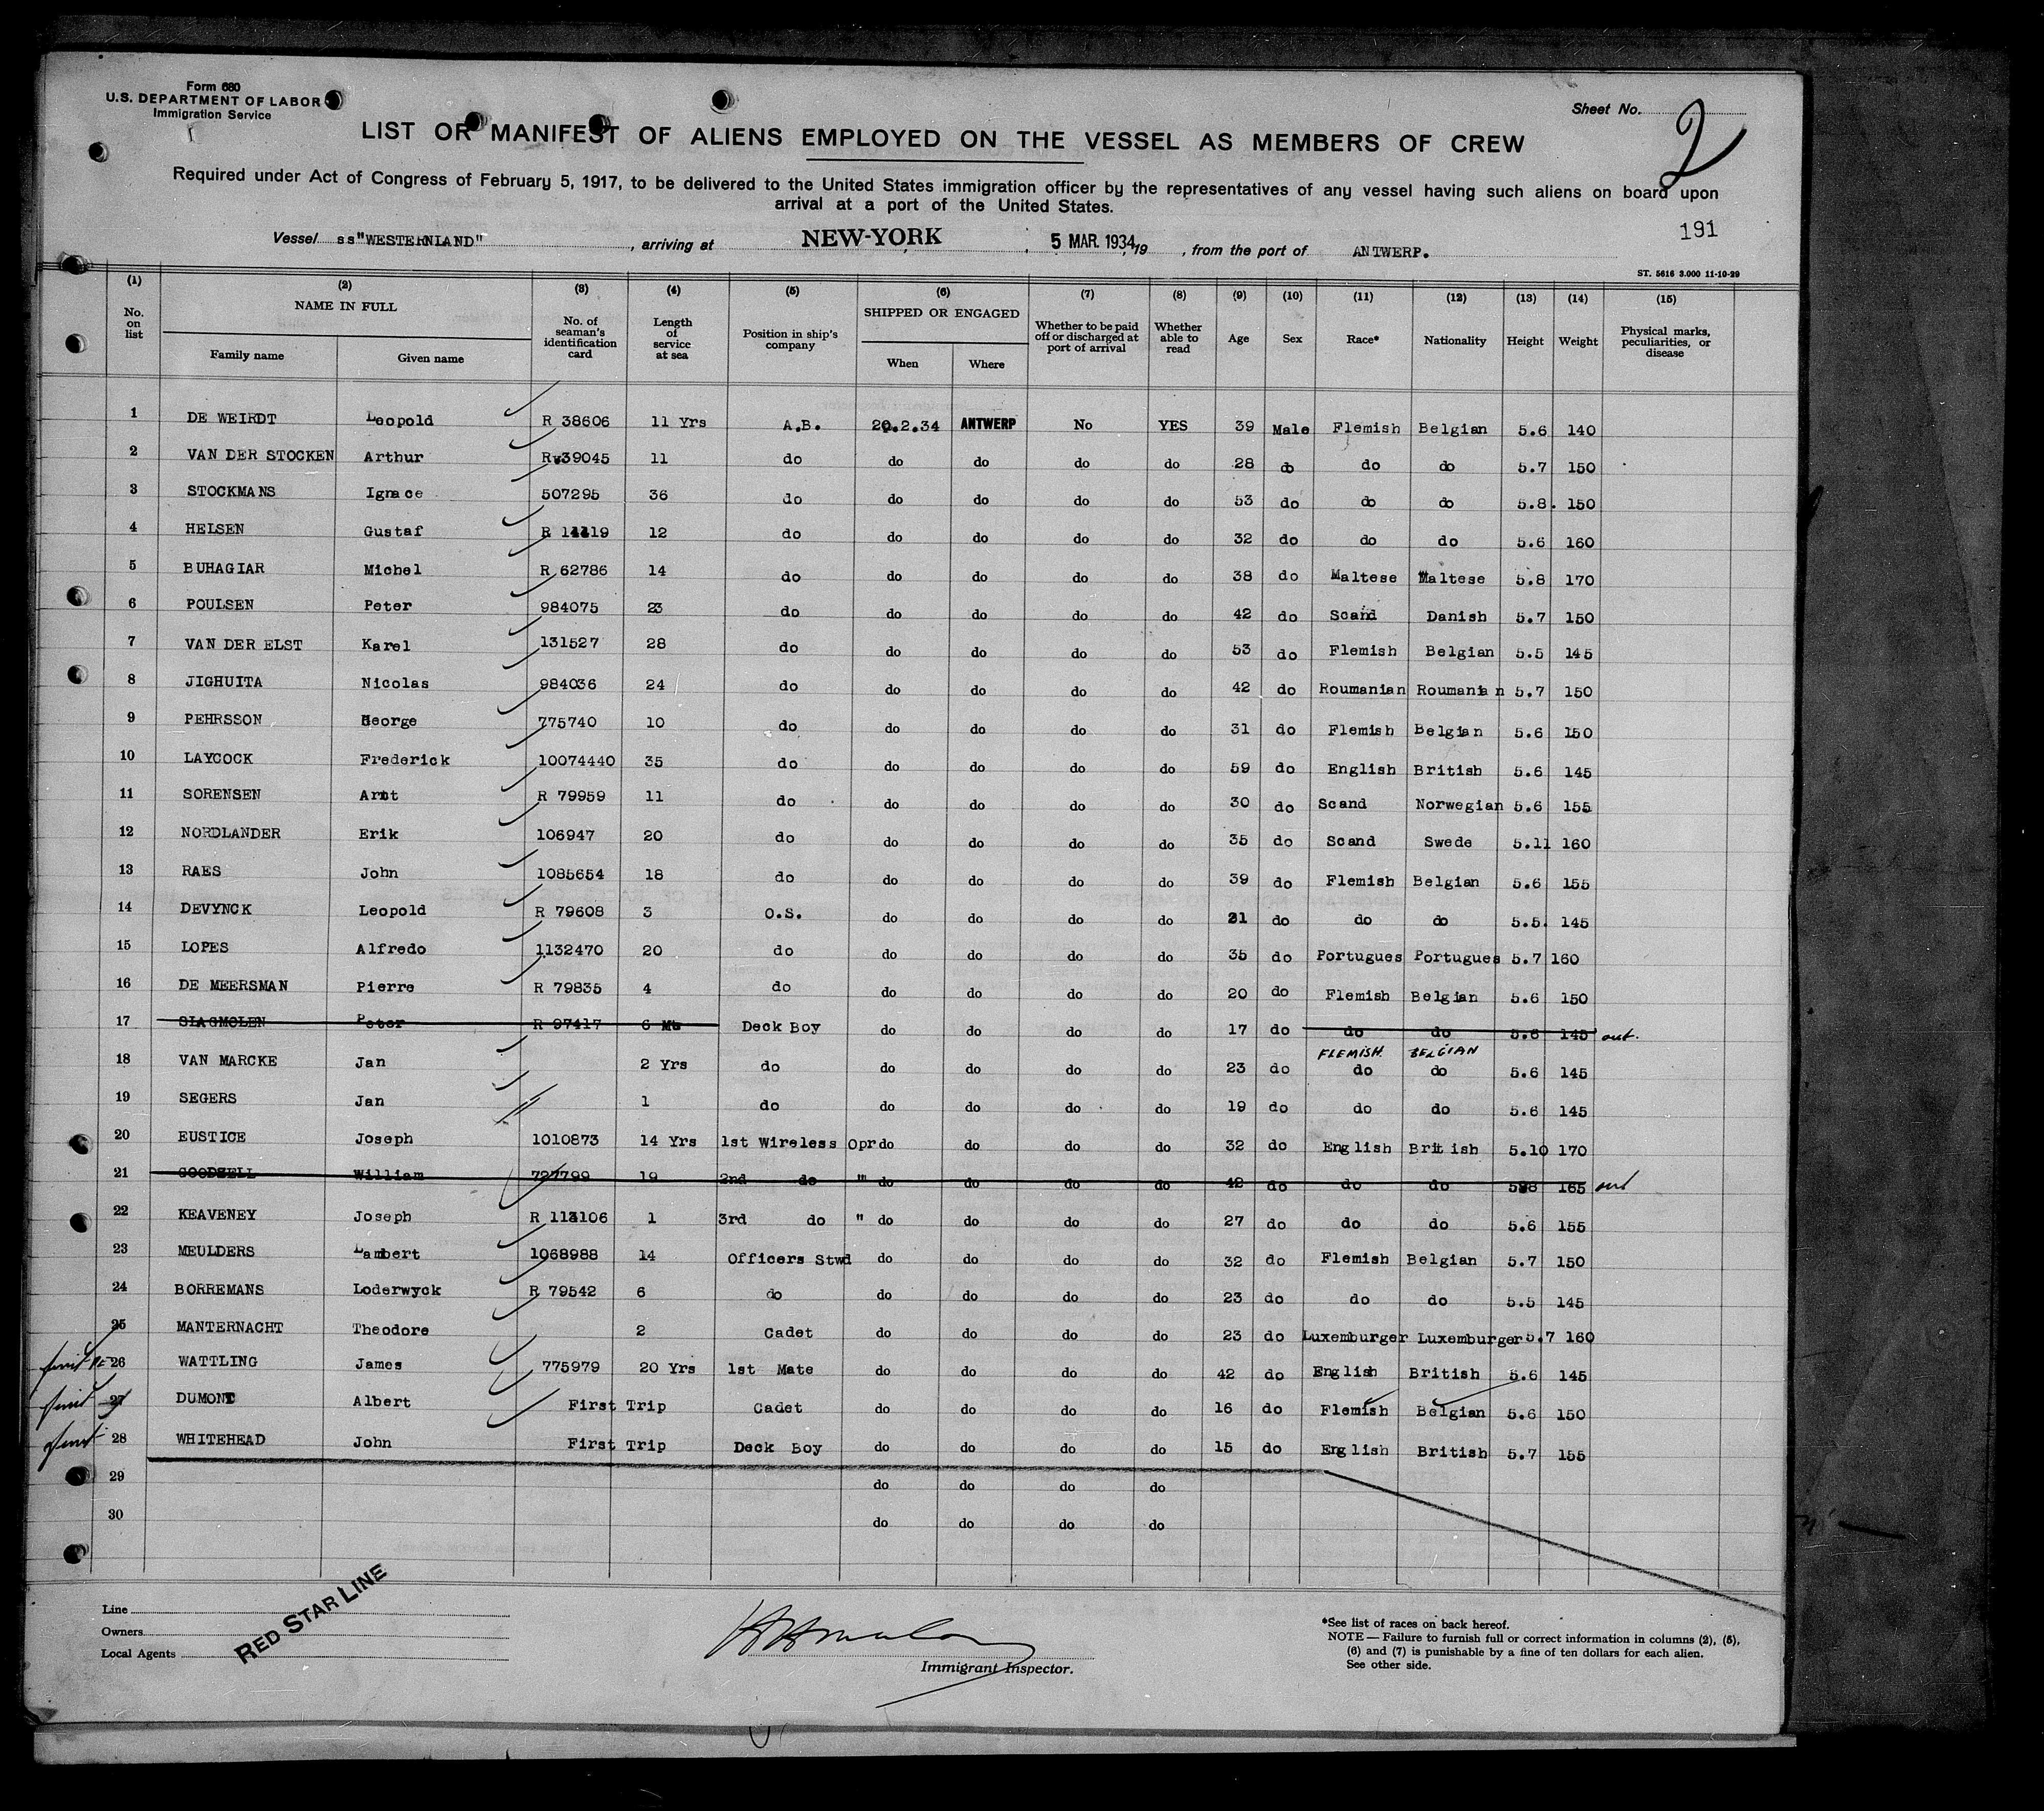 Form 680
U.S. DEPARTMENT OF LABOR
Immigration Service
Sheet No. 2
LIST OR MANIFEST OF ALIENS EMPLOYED ON THE VESSEL AS MEMBERS OF CREW
Required under Act of Congress of February 5, 1917, to be delivered to the United States immigration officer by the representatives of any vessel having such aliens on board upon
arrival at a port of the United States.
191
Vessel ss"WESTERNLAND", arriving at NEW-YORK, 5 MAR. 1934, 19 , from the port of ANTWERP.
ST. 5616 3.000 11-10-29
(1) (2) (3) (4) (5) (6) (7) (8) (9) (10) (11) (12) (13) (14) (15)
No. on list NAME IN FULL Family name Given name No. of seaman's identification card Length of service at sea Position in ship's company SHIPPED OR ENGAGED When Where Whether to be paid off or discharged at port of arrival Whether able to read Age Sex Race* Nationality Height Weight Physical marks, peculiarities, or disease
1 DE WEIRDT Leopold R 38606 11 Yrs A.B. 20.2.34 ANTWERP No YES 39 Male Flemish Belgian 5.6 140
2 VAN DER STOCKEN Arthur R 39045 11 do do do do do 28 do do do 5.7 150
3 STOCKMANS Ignace 507295 36 do do do do do 53 do do do 5.8. 150
4 HELSEN Gustaf R 14419 12 do do do do do 32 do do do 5.6 160
5 BUHAGIAR Michel R 62786 14 do do do do do 38 do Maltese Maltese 5.8 170
6 POULSEN Peter 984075 23 do do do do do 42 do Scand Danish 5.7 150
7 VAN DER ELST Karel 131527 28 do do do do do 53 do Flemish Belgian 5.5 145
8 JIGHUITA Nicolas 984036 24 do do do do do 42 do Roumanian Roumanian 5.7 150
9 PEHRSSON George 775740 10 do do do do do 31 do Flemish Belgian 5.6 150
10 LAYCOCK Frederick 10074440 35 do do do do do 59 do English British 5.6 145
11 SORENSEN Arnt R 79959 11 do do do do do 30 do Scand Norwegian 5.6 155
12 NORDLANDER Erik 106947 20 do do do do do 35 do Scand Swede 5.11 160
13 RAES John 1085654 18 do do do do do 39 do Flemish Belgian 5.6 155
14 DEVYNCK Leopold R 79608 3 O.S. do do do do 21 do do do 5.5. 145
15 LOPES Alfredo 1132470 20 do do do do do 35 do Portugues Portugues 5.7 160
16 DE MEERSMAN Pierre R 79835 4 do do do do do 20 do Flemish Belgian 5.6 150
17 SLAGMOLEN Peter R 97417 6 Ms Deck Boy do do do do 17 do do do 5.6 145 out.
FLEMISH BELGIAN
18 VAN MARCKE Jan 2 Yrs do do do do do 23 do do do 5.6 145
19 SEGERS Jan 1 do do do do do 19 do do do 5.6 145
20 EUSTICE Joseph 1010873 14 Yrs 1st Wireless Opr do do do do 32 do English British 5.10 170
21 GOODSELL William 727799 19 2nd do " do do do do 42 do do do 5.8 165 out
22 KEAVENEY Joseph R 113106 1 3rd do " do do do do 27 do do do 5.6 155
23 MEULDERS Lambert 1068988 14 Officers Stwd do do do do 32 do Flemish Belgian 5.7 150
24 BORREMANS Loderwyck R 79542 6 do do do do do 23 do do do 5.5 145
25 MANTERNACHT Theodore 2 Cadet do do do do 23 do Luxemburger Luxemburger 5.7 160
26 WATTLING James 775979 20 Yrs 1st Mate do do do do 42 do English British 5.6 145
27 DUMONT Albert First Trip Cadet do do do do 16 do Flemish Belgian 5.6 150
28 WHITEHEAD John First Trip Deck Boy do do do do 15 do English British 5.7 155
29 do do do do
30 do do do do
Line
Owners
Local Agents
RED STAR LINE
Immigrant Inspector.
*See list of races on back hereof.
NOTE — Failure to furnish full or correct information in columns (2), (5),
(6) and (7) is punishable by a fine of ten dollars for each alien.
See other side.